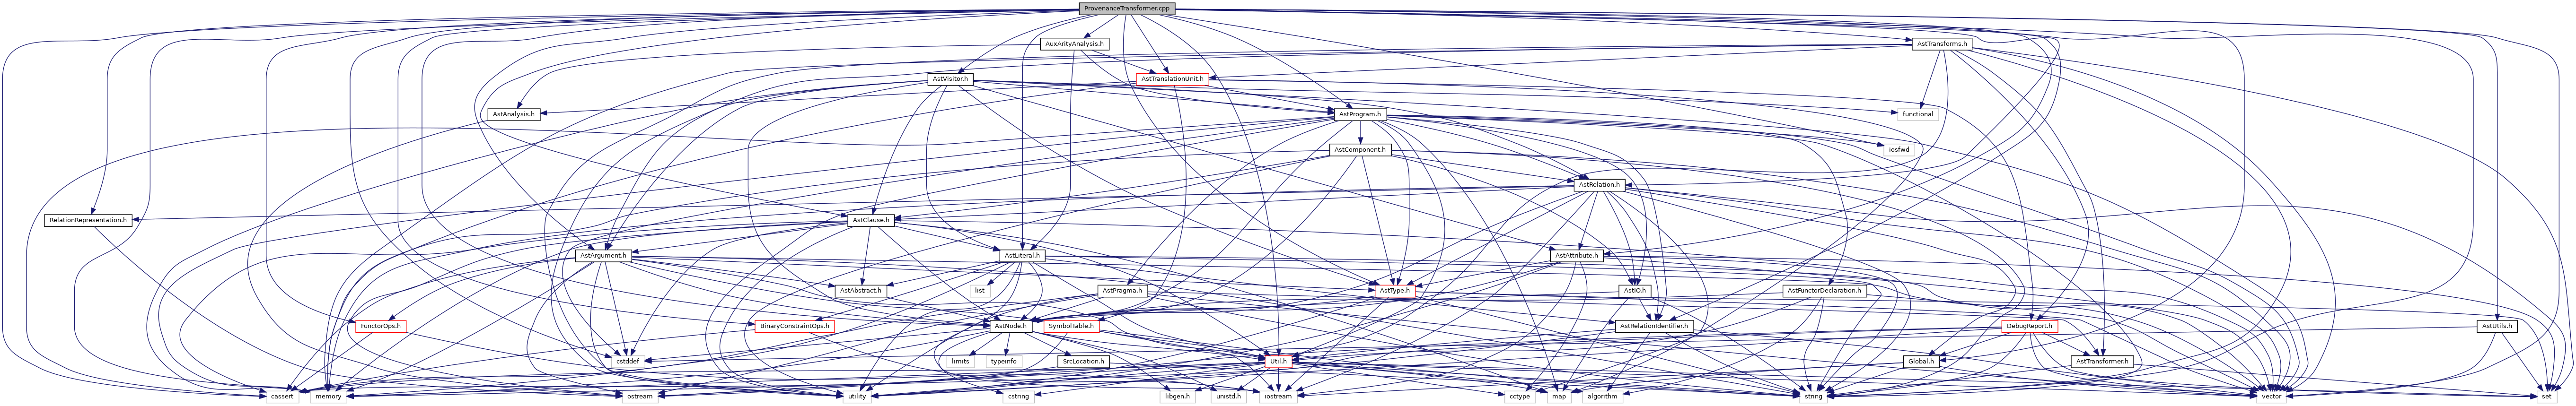 ProvenanceTransformer.cpp
AuxArityAnalysis.h
AstTransforms.h
AstVisitor.h
AstTranslationUnit.h
AstAnalysis.h
AstProgram.h
functional
AstComponent.h
iosfwd
AstRelation.h
RelationRepresentation.h
AstClause.h
AstArgument.h
AstLiteral.h
AstAttribute.h
AstAbstract.h
list
AstPragma.h
AstType.h
AstIO.h
AstFunctorDeclaration.h
FunctorOps.h
BinaryConstraintOps.h
AstNode.h
SymbolTable.h
AstRelationIdentifier.h
DebugReport.h
AstUtils.h
cstddef
limits
typeinfo
SrcLocation.h
Util.h
Global.h
AstTransformer.h
cassert
memory
ostream
utility
cstring
libgen.h
unistd.h
iostream
cctype
map
algorithm
string
vector
set